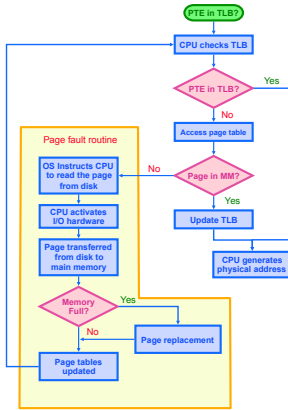 PTE in TLB?
CPU checks TLB
PTE in TLB?
Yes
No
Access page table
Page fault routine
OS Instructs CPU
to read the page
from disk
No
Page in MM?
Yes
CPU activates
I/O hardware
Update TLB
Page transferred
from disk to
main memory
CPU generates
physical address
Memory
Full?
Yes
No
Page replacement
Page tables
updated